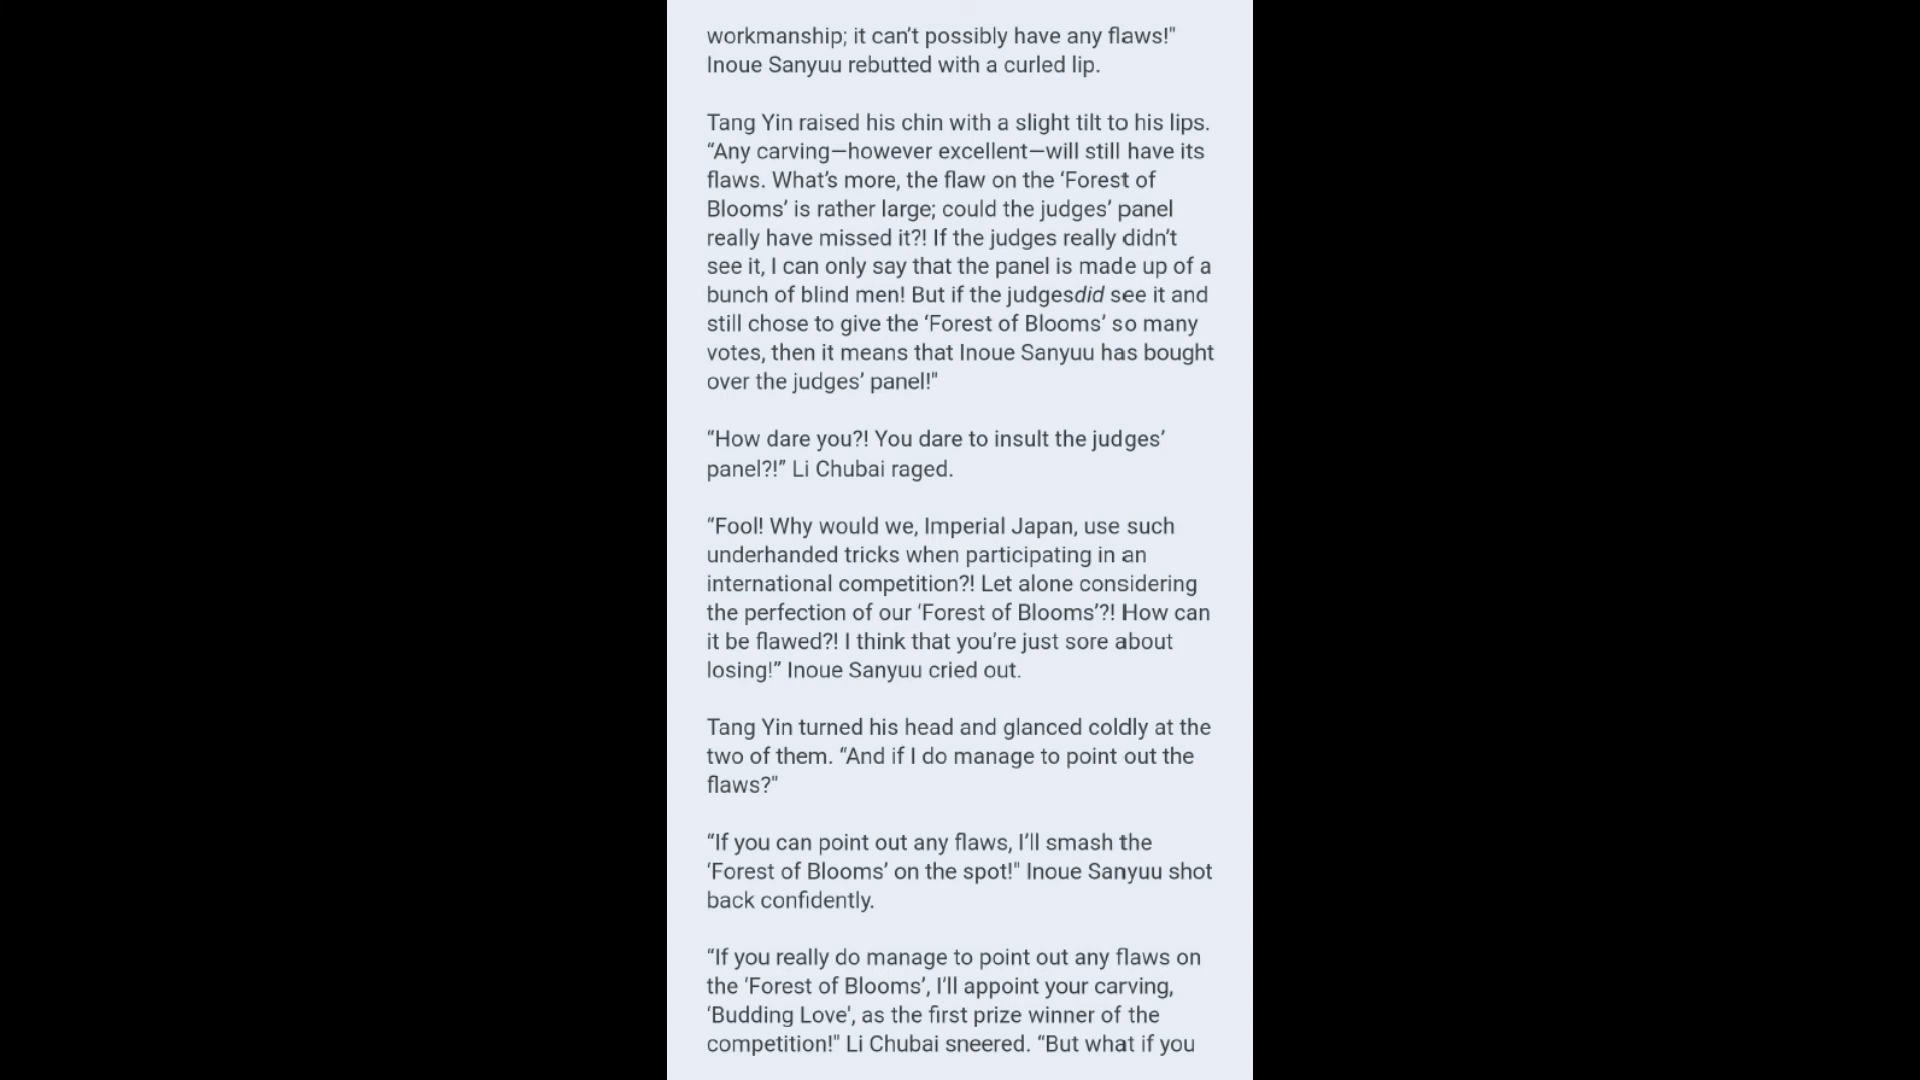 workmanship; it can’t possibly have any flaws!"
Inoue Sanyuu rebutted with a curled lip.
Tang Yin raised his chin with a slight tilt to his lips.
“Any carving—however excellent—will still have its
flaws. What’s more, the flaw on the ‘Forest of
Blooms’ is rather large; could the judges’ panel
really have missed it?! If the judges really didn’t
see it, I can only say that the panel is made up of a
bunch of blind men! But if the judgesdid see it and
still chose to give the ‘Forest of Blooms’ so many
votes, then it means that Inoue Sanyuu has bought
over the judges’ panel!"
“How dare you?! You dare to insult the judges’
panel?!” Li Chubai raged.
“Fool! Why would we, Imperial Japan, use such
underhanded tricks when participating in an
international competition?! Let alone considering
the perfection of our ‘Forest of Blooms’?! How can
it be flawed?! I think that you’re just sore about
losing!” Inoue Sanyuu cried out.
Tang Yin turned his head and glanced coldly at the
two of them. “And if I do manage to point out the
flaws?"
“If you can point out any flaws, I’ll smash the
‘Forest of Blooms’ on the spot!" Inoue Sanyuu shot
back confidently.
“If you really do manage to point out any flaws on
the ‘Forest of Blooms’, I’ll appoint your carving,
‘Budding Love', as the first prize winner of the
competition!" Li Chubai sneered. “But what if you